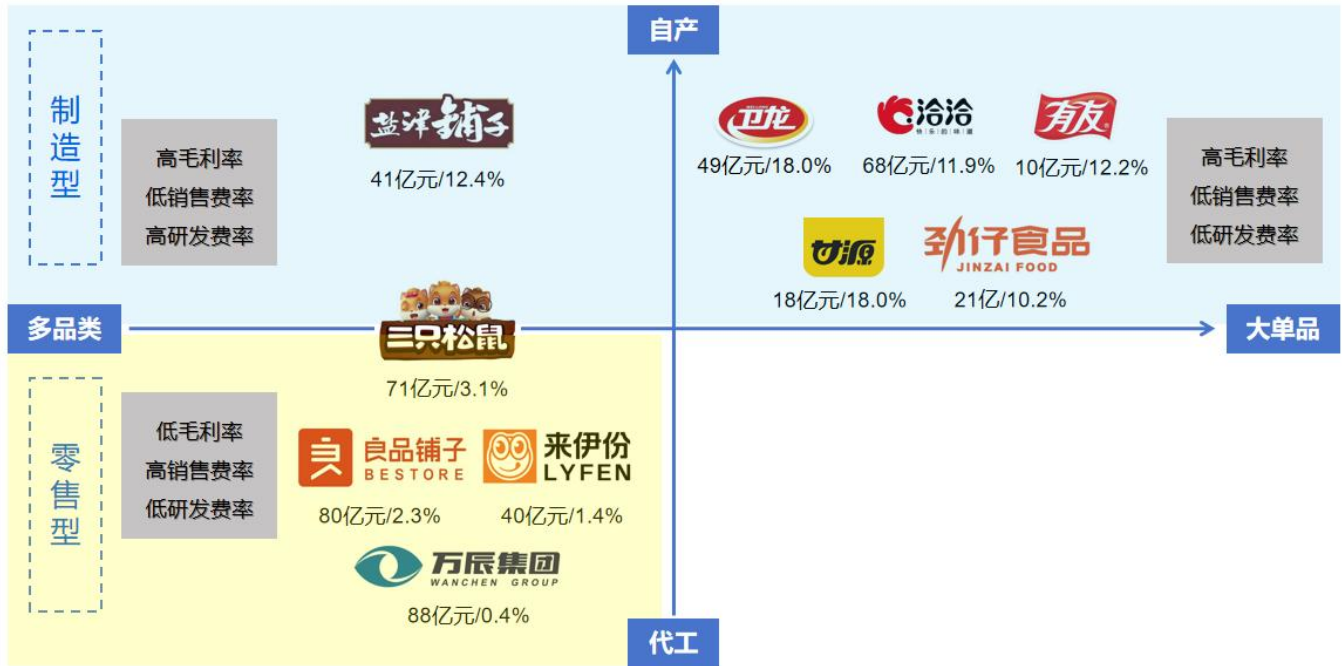 自产
制造型
高毛利率
低销售费率
高研发费率
盐津铺子
41亿元/12.4%
卫龙
49亿元/18.0%
洽洽
快乐的味道
68亿元/11.9%
有友
10亿元/12.2%
高毛利率
低销售费率
低研发费率
甘源
18亿元/18.0%
劲仔食品
JINZAI FOOD
21亿/10.2%
多品类
大单品
三只松鼠
71亿元/3.1%
零售型
低毛利率
高销售费率
低研发费率
良品铺子
BESTORE
80亿元/2.3%
来伊份
LYFEN
40亿元/1.4%
万辰集团
WANCHEN GROUP
88亿元/0.4%
代工